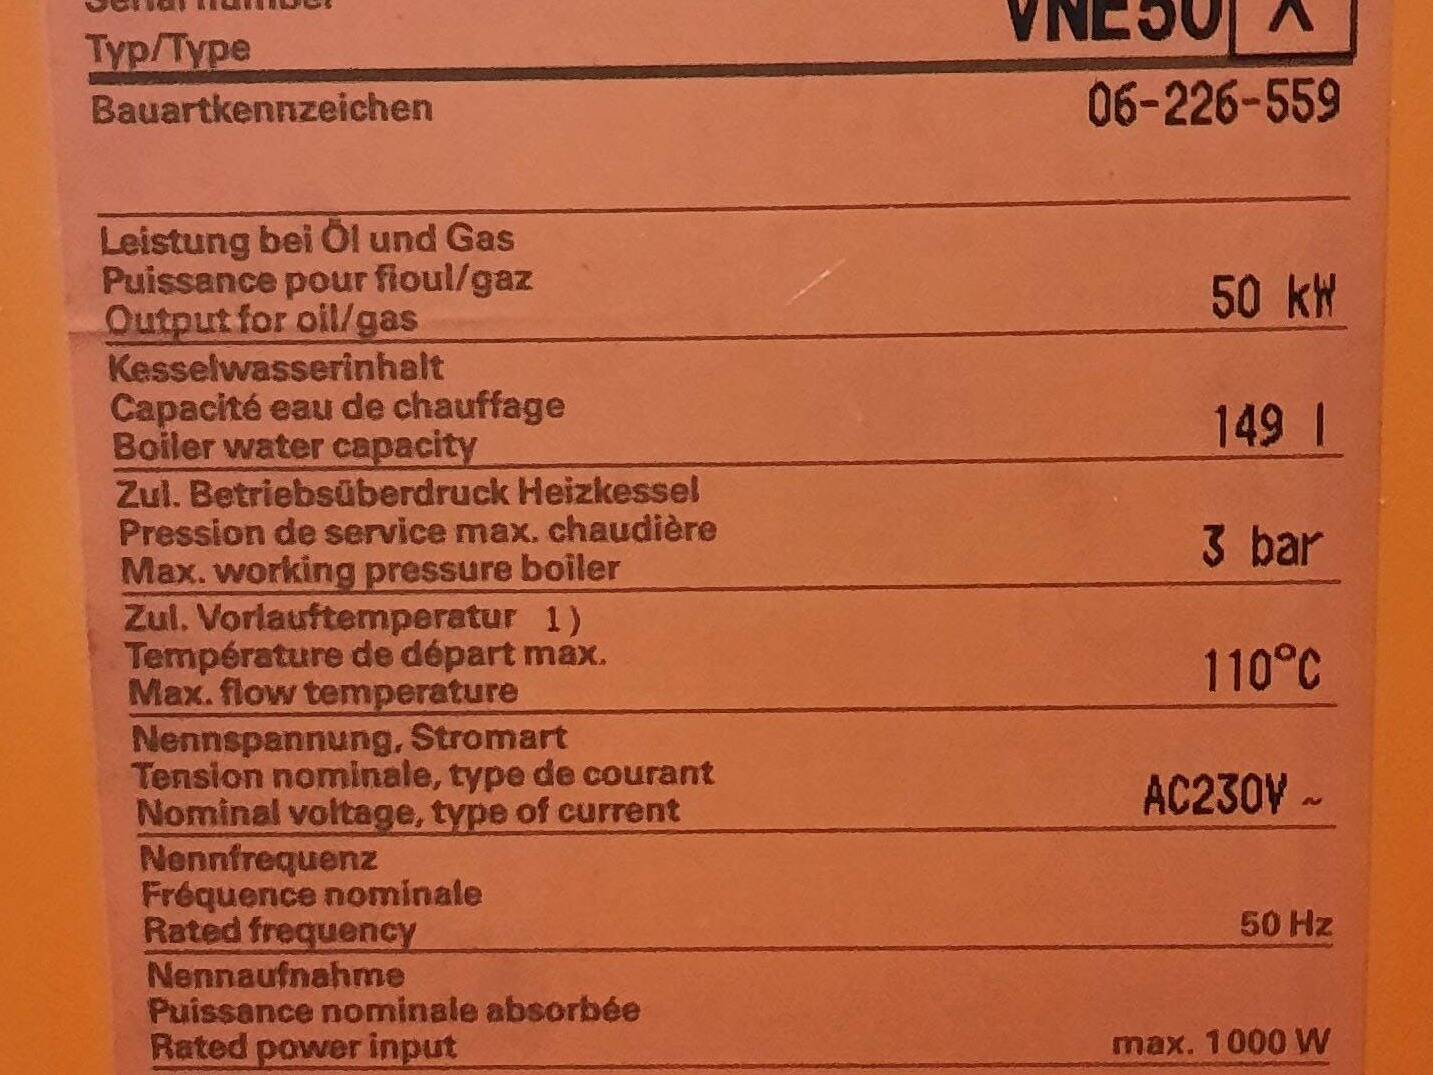 Serial number
Typ/Type
VNE50 X
Bauartkennzeichen
06-226-559
Leistung bei Öl und Gas
Puissance pour fioul/gaz
Output for oil/gas
50 kW
Kesselwasserinhalt
Capacité eau de chauffage
Boiler water capacity
149 l
Zul. Betriebsüberdruck Heizkessel
Pression de service max. chaudière
Max. working pressure boiler
3 bar
Zul. Vorlauftemperatur 1)
Température de départ max.
Max. flow temperature
110°C
Nennspannung, Stromart
Tension nominale, type de courant
Nominal voltage, type of current
AC230V ~
Nennfrequenz
Fréquence nominale
Rated frequency
50 Hz
Nennaufnahme
Puissance nominale absorbée
Rated power input
max. 1000 W